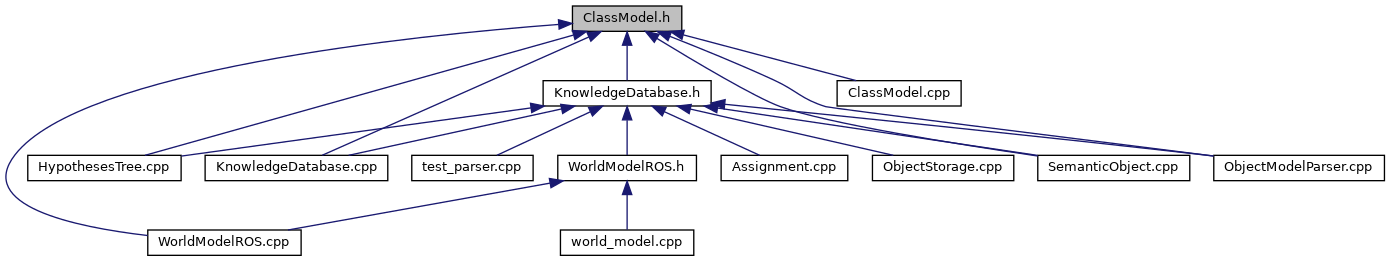 ClassModel.h
KnowledgeDatabase.h
ClassModel.cpp
HypothesesTree.cpp
KnowledgeDatabase.cpp
test_parser.cpp
WorldModelROS.h
Assignment.cpp
ObjectStorage.cpp
SemanticObject.cpp
ObjectModelParser.cpp
WorldModelROS.cpp
world_model.cpp